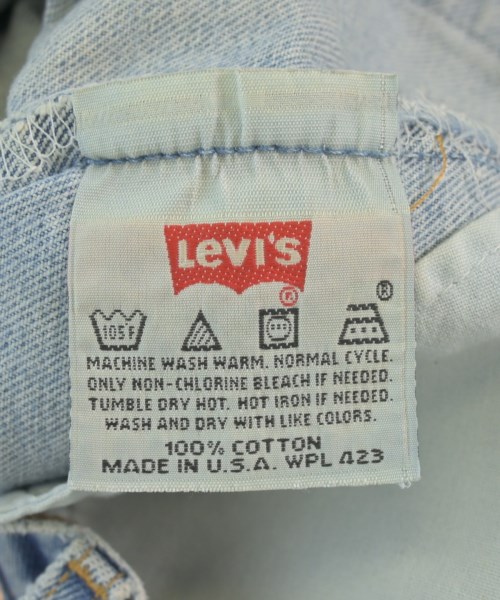 Levi's
®
®
105F
MACHINE WASH WARM. NORMAL CYCLE.
ONLY NON-CHLORINE BLEACH IF NEEDED.
TUMBLE DRY HOT. HOT IRON IF NEEDED.
WASH AND DRY WITH LIKE COLORS.
100% COTTON
MADE IN U.S.A. WPL 423